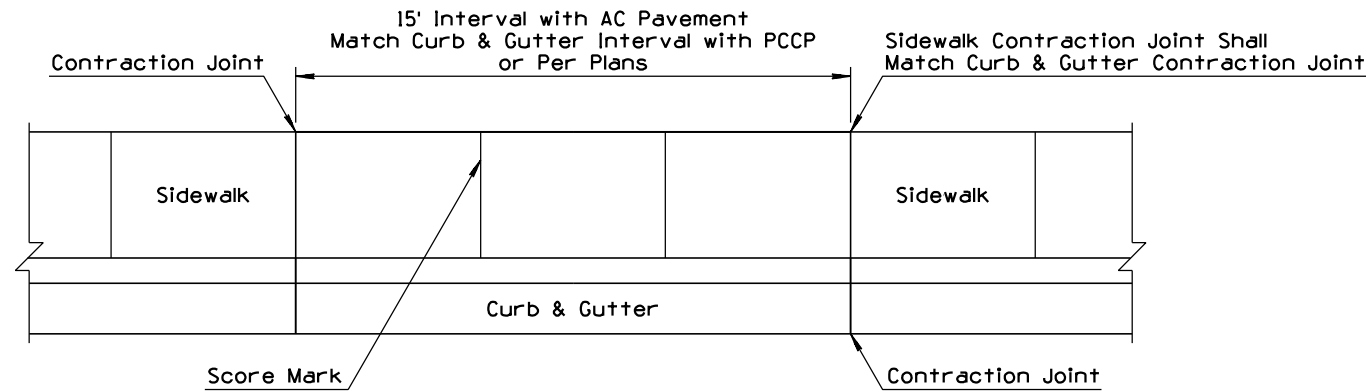 15' Interval with AC Pavement
Match Curb & Gutter Interval with PCCP
or Per Plans
Contraction Joint
Sidewalk Contraction Joint Shall
Match Curb & Gutter Contraction Joint
Sidewalk
Sidewalk
Curb & Gutter
Score Mark
Contraction Joint